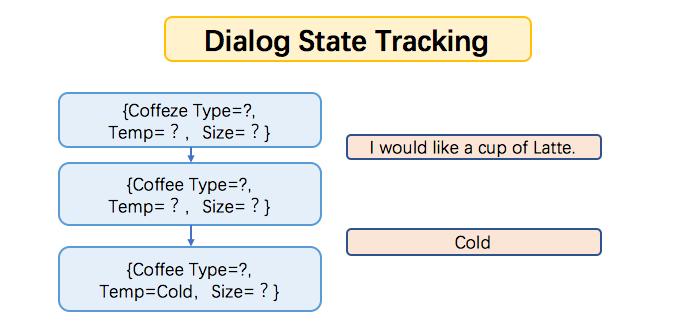 Dialog State Tracking
{Coffeze Type=?,
Temp= ? ,  Size= ? }
I would like a cup of Latte.
{Coffee Type=?,
Temp= ? ,  Size= ? }
Cold
{Coffee Type=?,
Temp=Cold,  Size= ? }